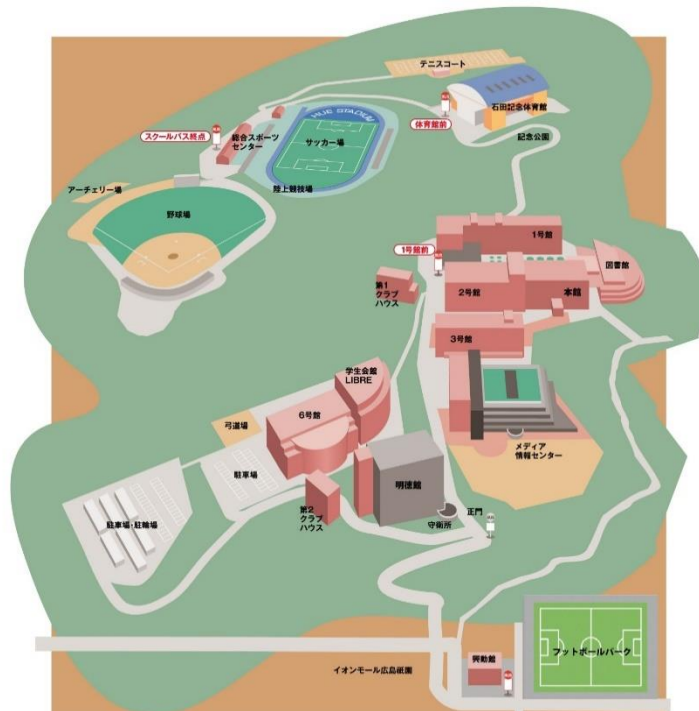 テニスコート
石田記念体育館
体育館前
記念公園
スクールバス終点
総合スポーツ
センター
HUE STADIUM
サッカー場
陸上競技場
アーチェリー場
野球場
1号館
1号館前
図書館
第1
クラブ
ハウス
2号館
本館
3号館
学生会館
LIBRE
6号館
弓道場
メディア
情報センター
駐車場
明徳館
第2
クラブ
ハウス
駐車場・駐輪場
正門
守衛所
興動館
フットボールパーク
イオンモール広島祇園